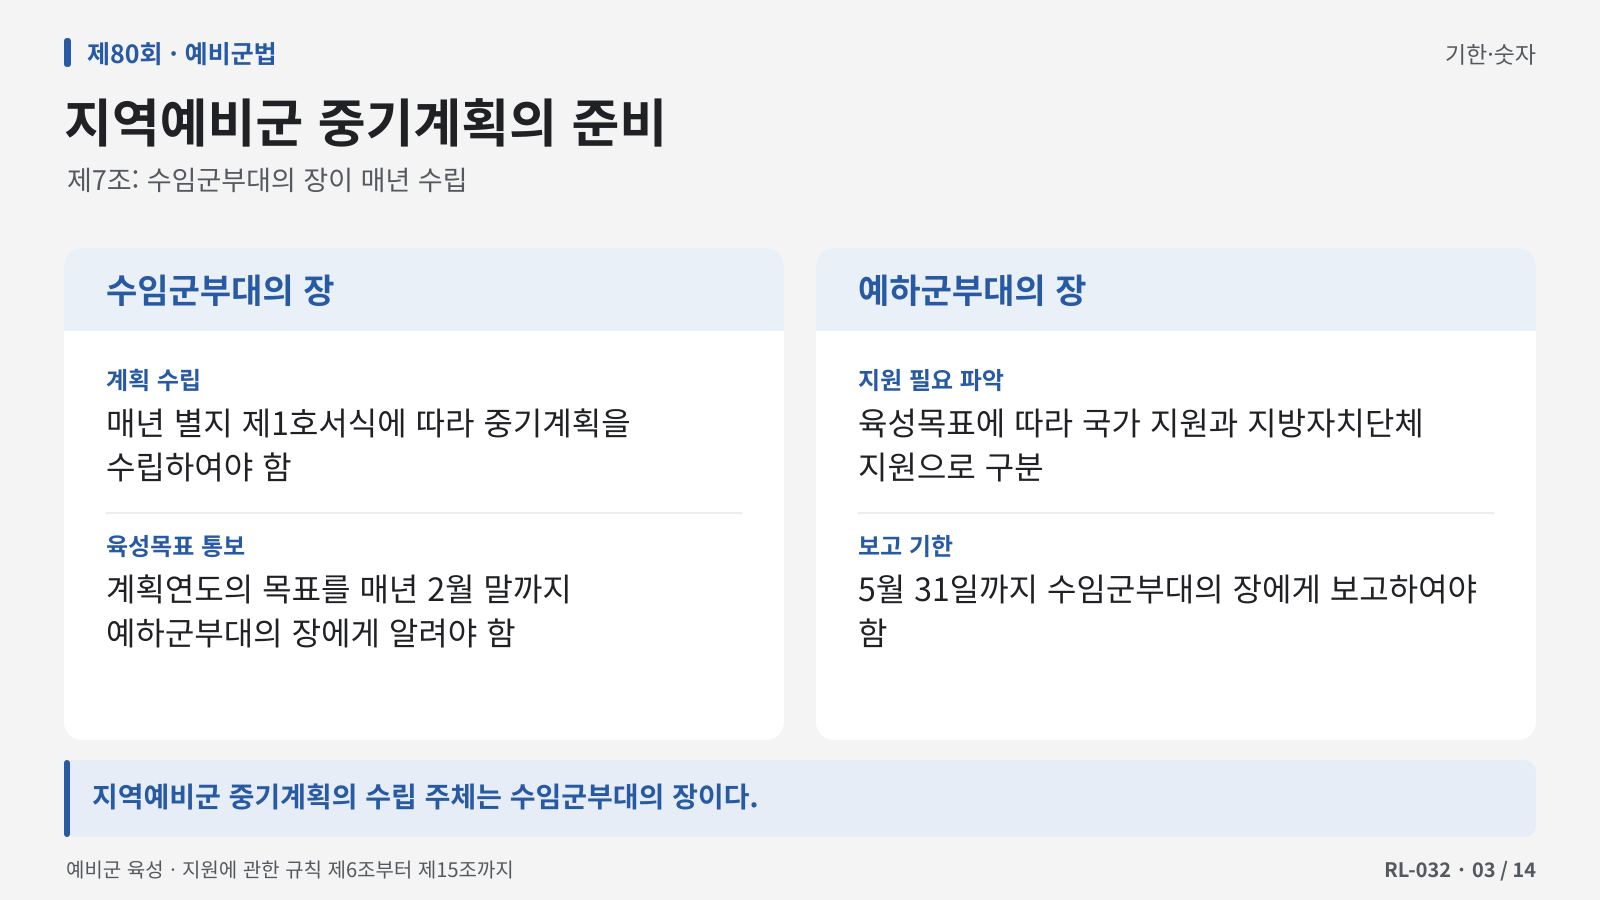 제80회 · 예비군법
기한·숫자
지역예비군 중기계획의 준비
제7조: 수임군부대의 장이 매년 수립
수임군부대의 장
계획 수립
매년 별지 제1호서식에 따라 중기계획을
수립하여야 함
육성목표 통보
계획연도의 목표를 매년 2월 말까지
예하군부대의 장에게 알려야 함
예하군부대의 장
지원 필요 파악
육성목표에 따라 국가 지원과 지방자치단체
지원으로 구분
보고 기한
5월 31일까지 수임군부대의 장에게 보고하여야
함
지역예비군 중기계획의 수립 주체는 수임군부대의 장이다.
예비군 육성 · 지원에 관한 규칙 제6조부터 제15조까지
RL-032 · 03 / 14